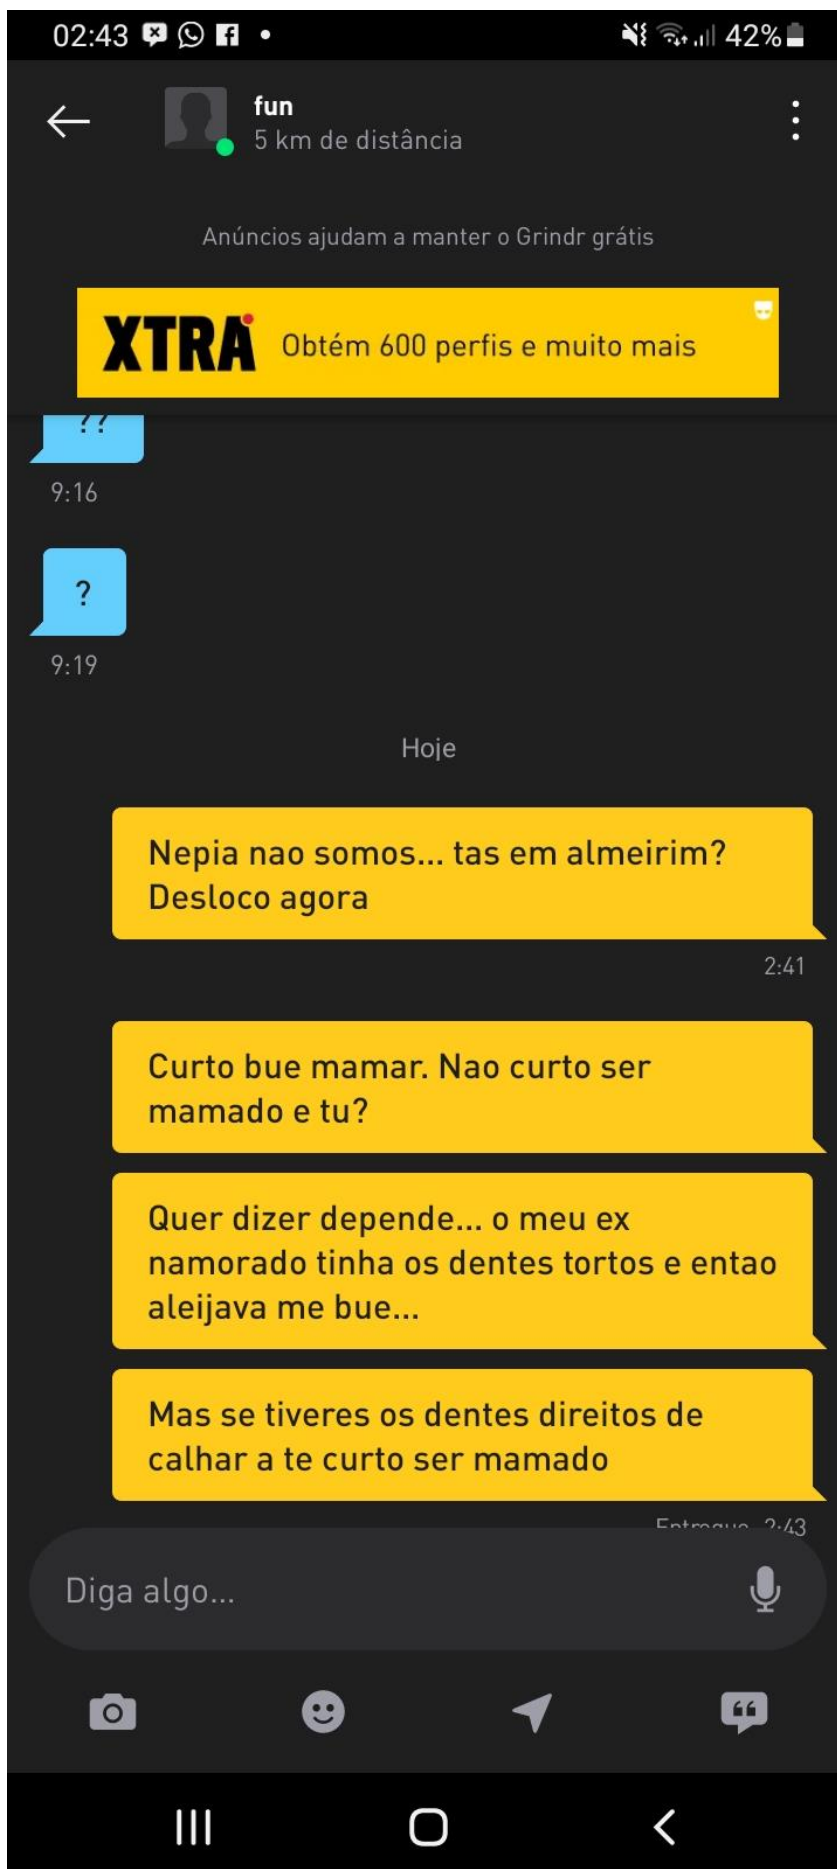 02:43
42%
fun
5 km de distância
Anúncios ajudam a manter o Grindr grátis
XTRA Obtém 600 perfis e muito mais
??
9:16
?
9:19
Hoje
Nepia nao somos... tas em almeirim?
Desloco agora
2:41
Curto bue mamar. Nao curto ser
mamado e tu?
Quer dizer depende... o meu ex
namorado tinha os dentes tortos e entao
aleijava me bue...
Mas se tiveres os dentes direitos de
calhar a te curto ser mamado
Entregue 2:43
Diga algo...